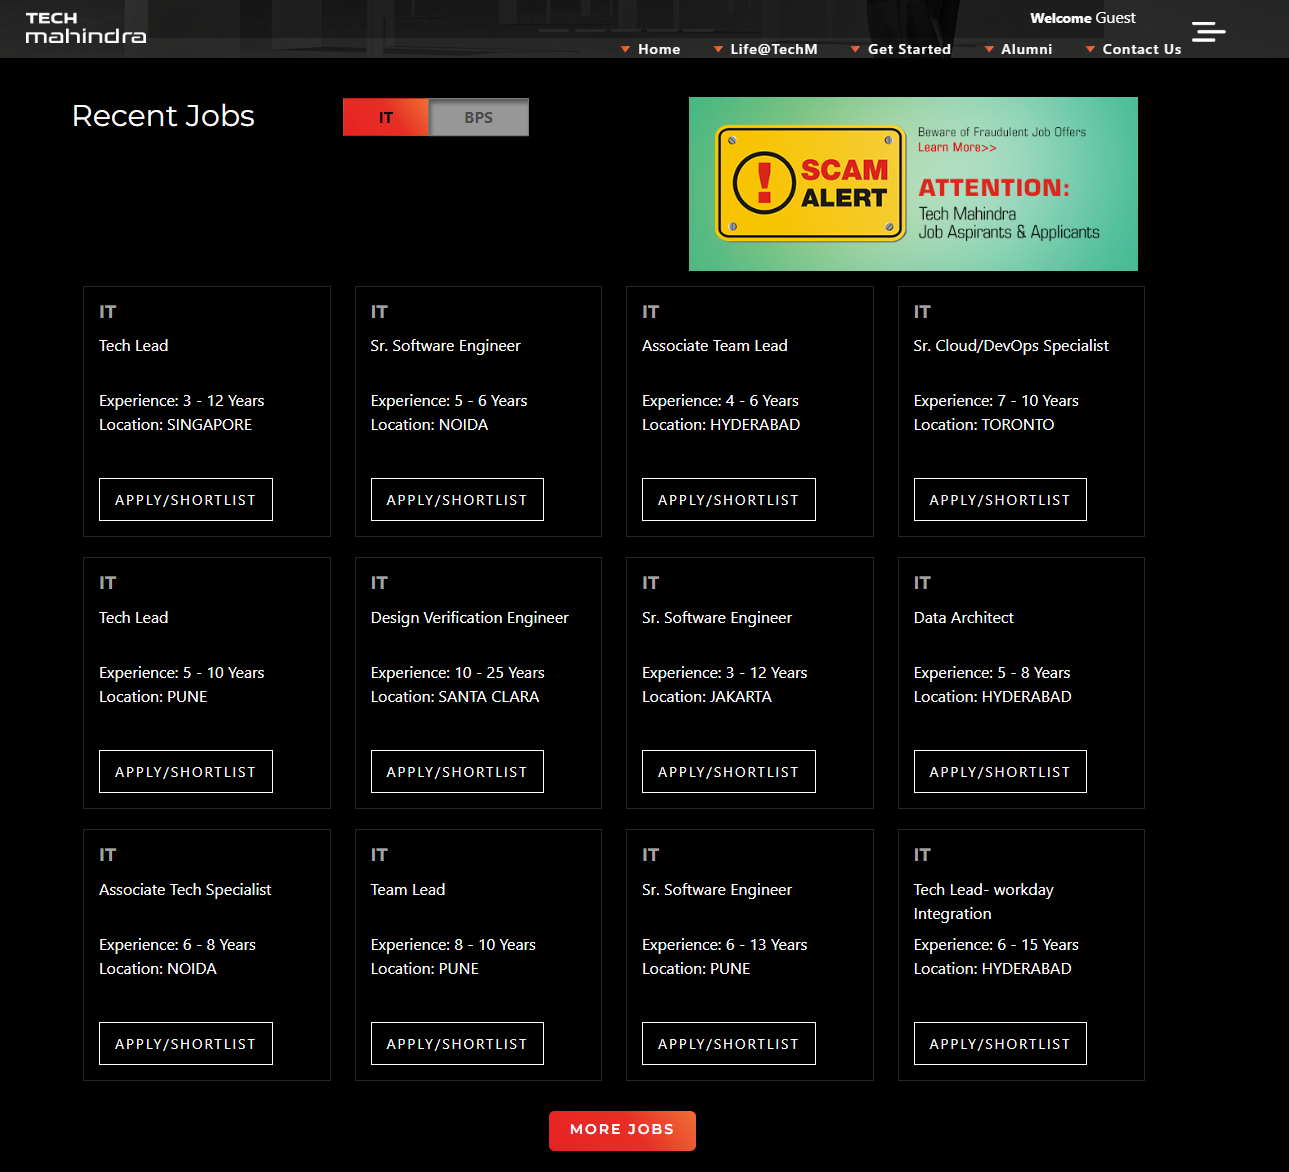 TECH
mahindra
Welcome Guest
Home
Life@TechM
Get Started
Alumni
Contact Us
Recent Jobs
IT
BPS
SCAM
ALERT
Beware of Fraudulent Job Offers
Learn More>>
ATTENTION:
Tech Mahindra
Job Aspirants & Applicants
IT
Tech Lead
Experience: 3 - 12 Years
Location: SINGAPORE
APPLY/SHORTLIST
IT
Sr. Software Engineer
Experience: 5 - 6 Years
Location: NOIDA
APPLY/SHORTLIST
IT
Associate Team Lead
Experience: 4 - 6 Years
Location: HYDERABAD
APPLY/SHORTLIST
IT
Sr. Cloud/DevOps Specialist
Experience: 7 - 10 Years
Location: TORONTO
APPLY/SHORTLIST
IT
Tech Lead
Experience: 5 - 10 Years
Location: PUNE
APPLY/SHORTLIST
IT
Design Verification Engineer
Experience: 10 - 25 Years
Location: SANTA CLARA
APPLY/SHORTLIST
IT
Sr. Software Engineer
Experience: 3 - 12 Years
Location: JAKARTA
APPLY/SHORTLIST
IT
Data Architect
Experience: 5 - 8 Years
Location: HYDERABAD
APPLY/SHORTLIST
IT
Associate Tech Specialist
Experience: 6 - 8 Years
Location: NOIDA
APPLY/SHORTLIST
IT
Team Lead
Experience: 8 - 10 Years
Location: PUNE
APPLY/SHORTLIST
IT
Sr. Software Engineer
Experience: 6 - 13 Years
Location: PUNE
APPLY/SHORTLIST
IT
Tech Lead- workday
Integration
Experience: 6 - 15 Years
Location: HYDERABAD
APPLY/SHORTLIST
MORE JOBS